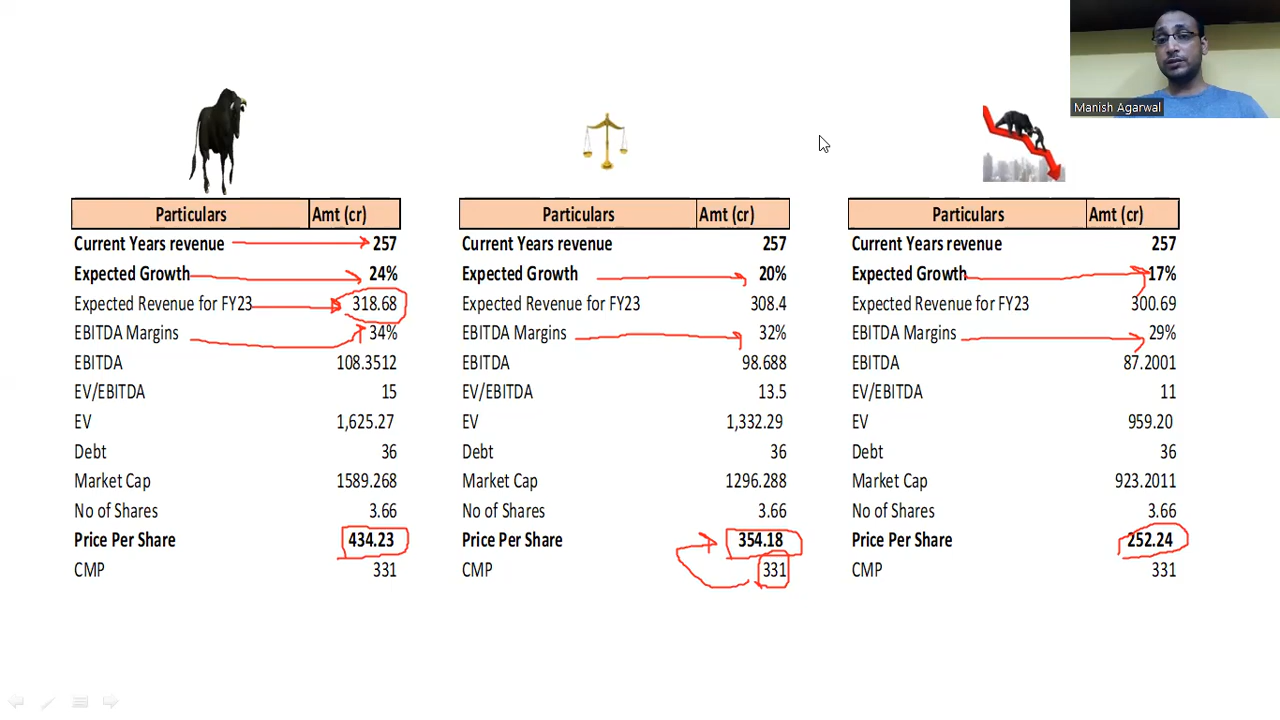 Manish Agarwal
Particulars Amt (cr)
Current Years revenue 257
Expected Growth 24%
Expected Revenue for FY23 318.68
EBITDA Margins 34%
EBITDA 108.3512
EV/EBITDA 15
EV 1,625.27
Debt 36
Market Cap 1589.268
No of Shares 3.66
Price Per Share 434.23
CMP 331
Particulars Amt (cr)
Current Years revenue 257
Expected Growth 20%
Expected Revenue for FY23 308.4
EBITDA Margins 32%
EBITDA 98.688
EV/EBITDA 13.5
EV 1,332.29
Debt 36
Market Cap 1296.288
No of Shares 3.66
Price Per Share 354.18
CMP 331
Particulars Amt (cr)
Current Years revenue 257
Expected Growth 17%
Expected Revenue for FY23 300.69
EBITDA Margins 29%
EBITDA 87.2001
EV/EBITDA 11
EV 959.20
Debt 36
Market Cap 923.2011
No of Shares 3.66
Price Per Share 252.24
CMP 331